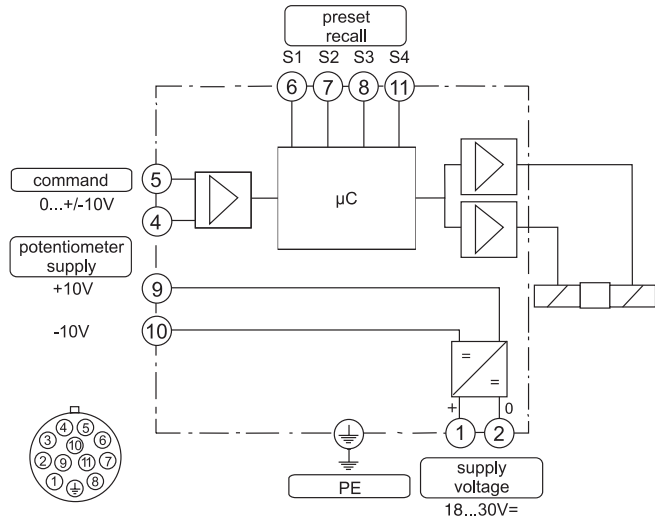 preset
recall
S1 S2 S3 S4
6 7 8 11
command
0...+/-10V
5
4
µC
potentiometer
supply
+10V
9
-10V
10
=
=
+ 0
1 2
PE
supply
voltage
18...30V=
4 5
3 10 6
2 9 11 7
1 8